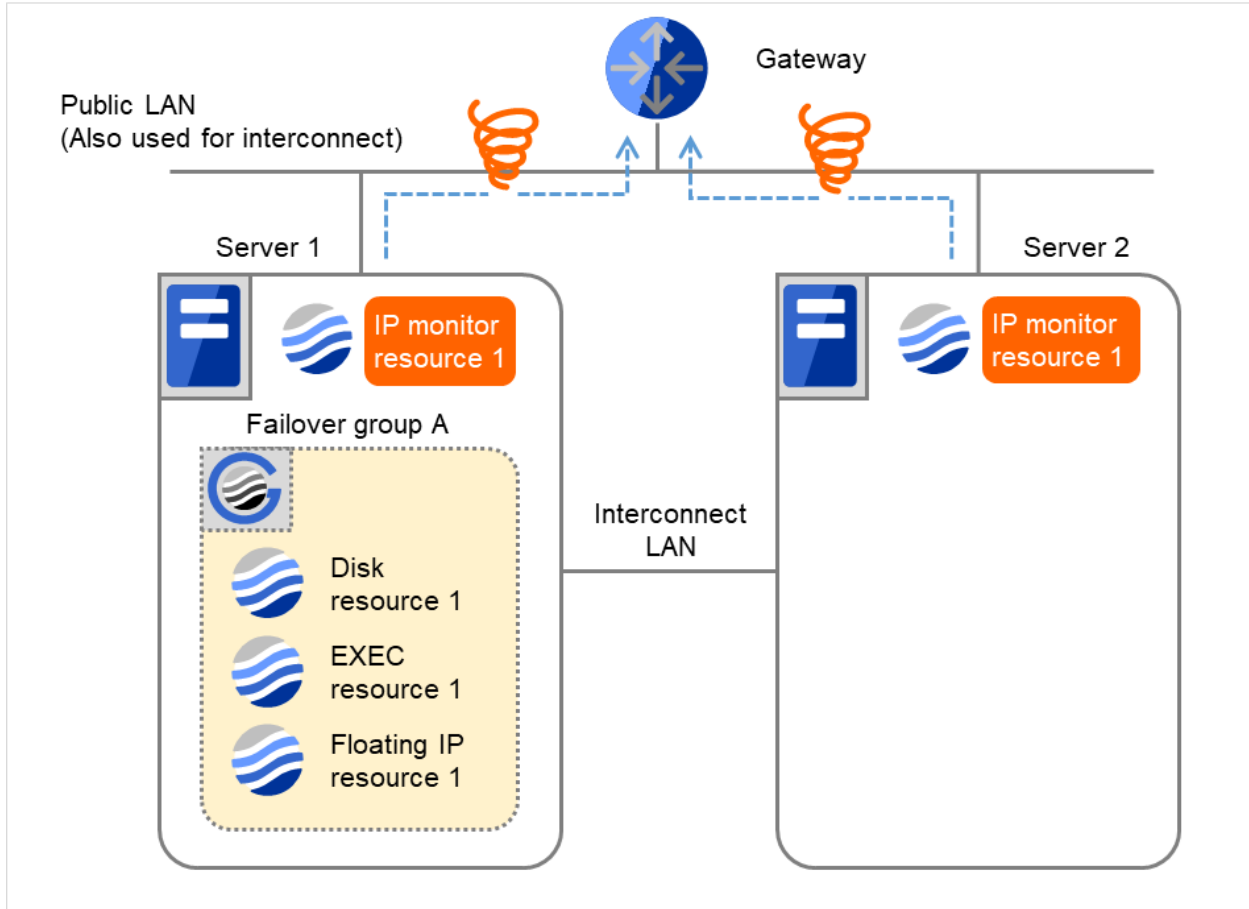 Gateway
Public LAN
(Also used for interconnect)
Server 1
Server 2
IP monitor
resource 1
IP monitor
resource 1
Failover group A
Interconnect
LAN
Disk
resource 1
EXEC
resource 1
Floating IP
resource 1